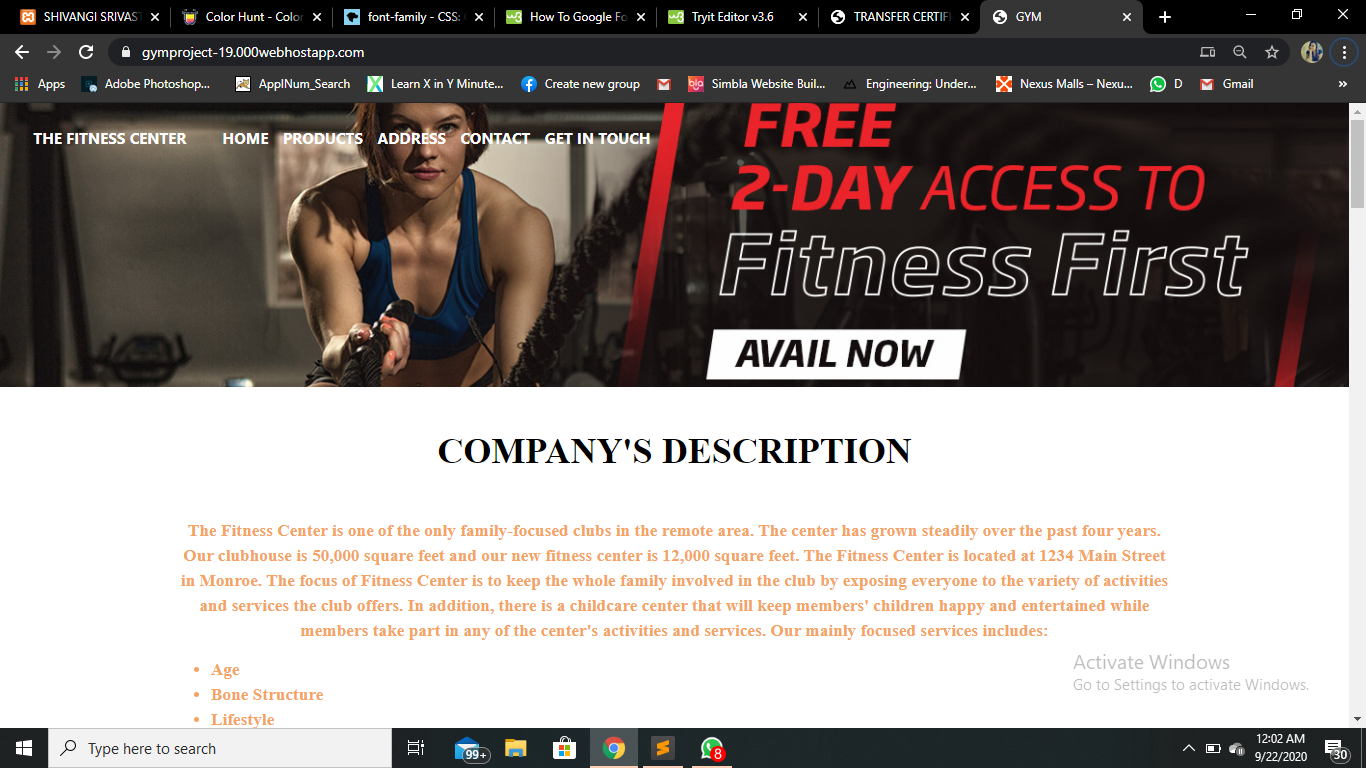 SHIVANGI SRIVAST
Color Hunt - Color
font-family - CSS:
How To Google Fo
Tryit Editor v3.6
TRANSFER CERTIFI
GYM
gymproject-19.000webhostapp.com
Apps
Adobe Photoshop...
ApplNum_Search
Learn X in Y Minute...
Create new group
Simbla Website Buil...
Engineering: Under...
Nexus Malls – Nexu...
D
Gmail
»
THE FITNESS CENTER HOME PRODUCTS ADDRESS CONTACT GET IN TOUCH
FREE
2-DAY ACCESS TO
Fitness First
AVAIL NOW
COMPANY'S DESCRIPTION
The Fitness Center is one of the only family-focused clubs in the remote area. The center has grown steadily over the past four years.
Our clubhouse is 50,000 square feet and our new fitness center is 12,000 square feet. The Fitness Center is located at 1234 Main Street
in Monroe. The focus of Fitness Center is to keep the whole family involved in the club by exposing everyone to the variety of activities
and services the club offers. In addition, there is a childcare center that will keep members' children happy and entertained while
members take part in any of the center's activities and services. Our mainly focused services includes:
• Age
• Bone Structure
• Lifestyle
Activate Windows
Go to Settings to activate Windows.
Type here to search
99+
8
12:02 AM
9/22/2020
30